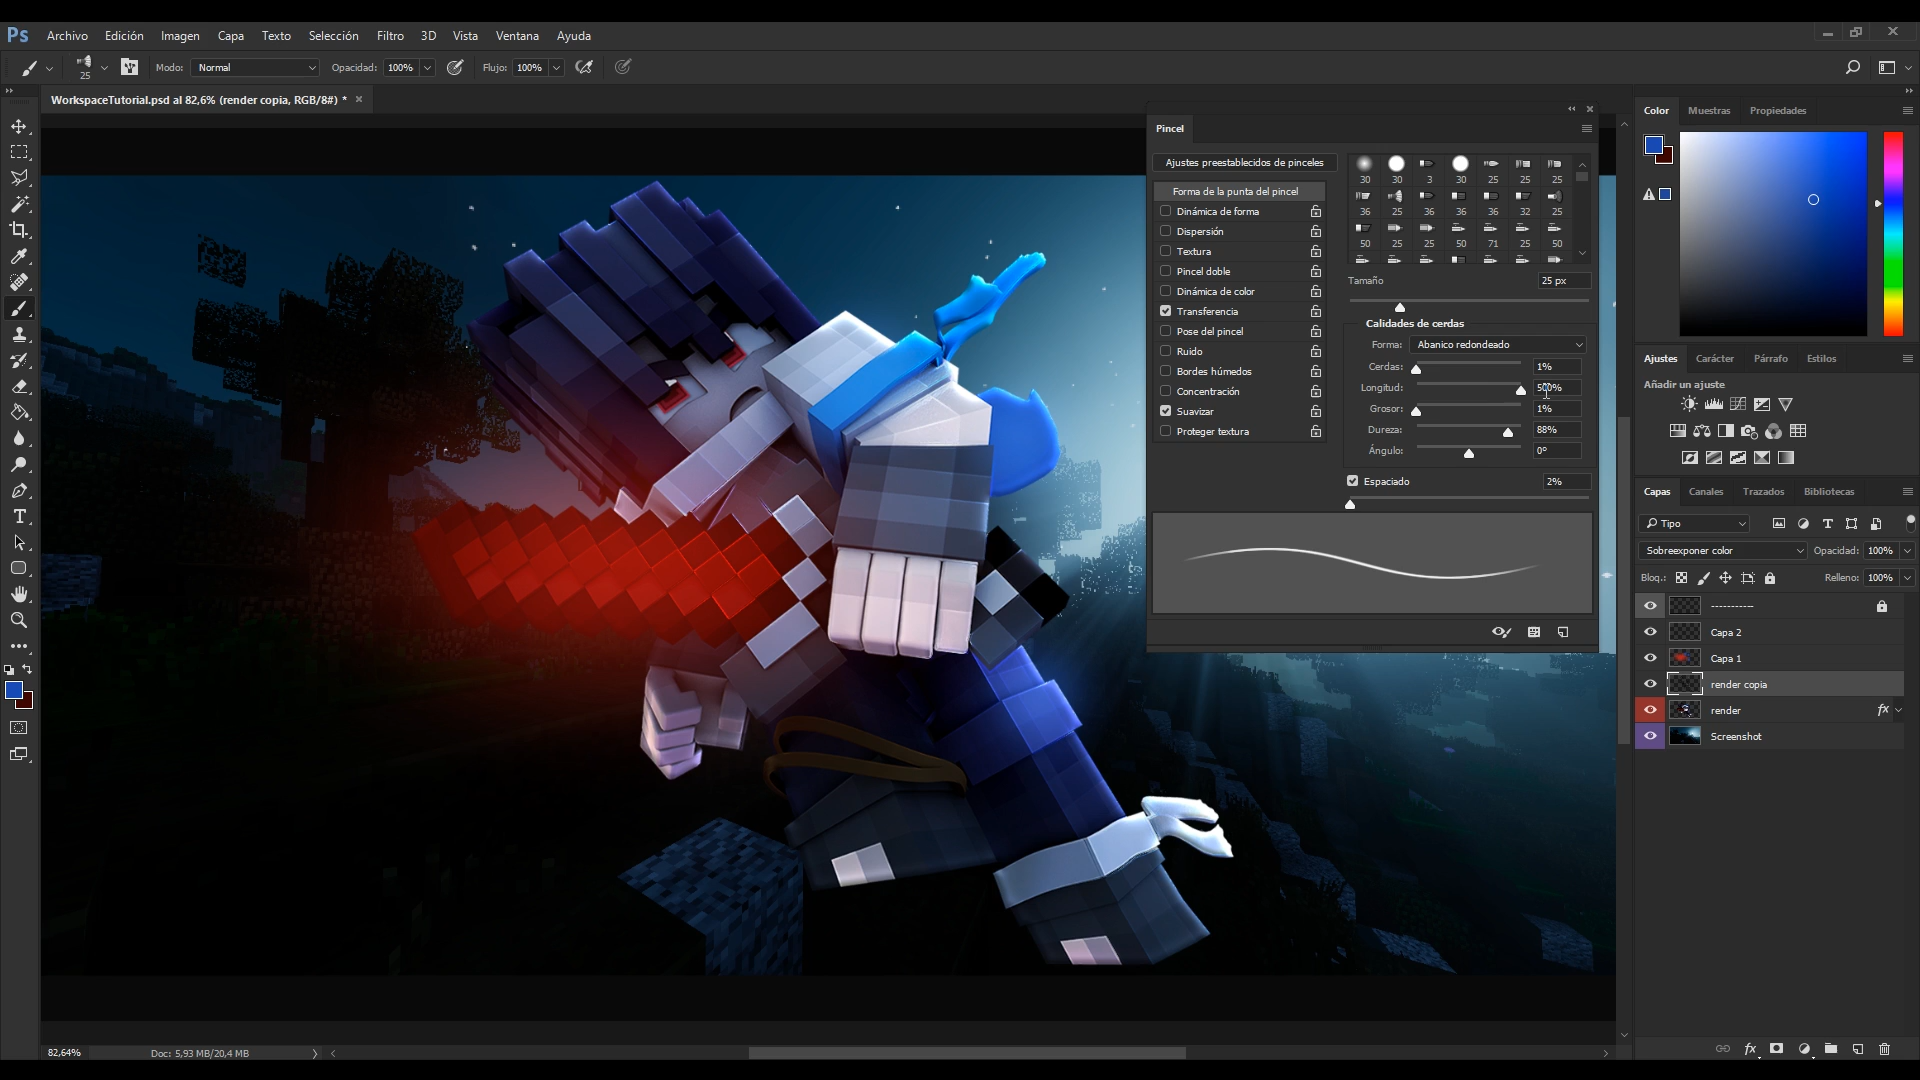 Ps Archivo Edición Imagen Capa Texto Selección Filtro 3D Vista Ventana Ayuda
25 Modo: Normal Opacidad: 100% Flujo: 100%
WorkspaceTutorial.psd al 82,6% (render copia, RGB/8#) * ×
Pincel
Ajustes preestablecidos de pinceles
Forma de la punta del pincel
Dinámica de forma
Dispersión
Textura
Pincel doble
Dinámica de color
Transferencia
Pose del pincel
Ruido
Bordes húmedos
Concentración
Suavizar
Proteger textura
30 30 3 30 25 25 25
36 25 36 36 36 32 25
50 25 25 50 71 25 50
Tamaño 25 px
Calidades de cerdas
Forma: Abanico redondeado
Cerdas: 1%
Longitud: 500%
Grosor: 1%
Dureza: 88%
Ángulo: 0°
Espaciado 2%
Color Muestras Propiedades
Ajustes Carácter Párrafo Estilos
Añadir un ajuste
Capas Canales Trazados Bibliotecas
Tipo
Sobreexponer color Opacidad: 100%
Bloq.: Relleno: 100%
-----------
Capa 2
Capa 1
render copia
render fx
Screenshot
fx
82,64% Doc: 5,93 MB/20,4 MB